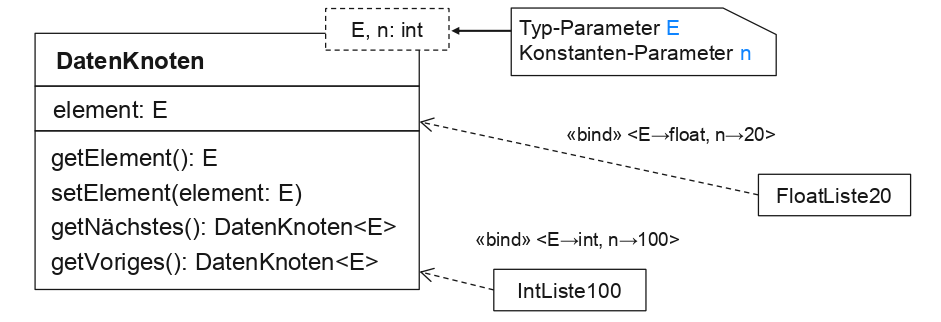 E, n: int
Typ-Parameter E
Konstanten-Parameter n
DatenKnoten
element: E
getElement(): E
setElement(element: E)
getNächstes(): DatenKnoten<E>
getVoriges(): DatenKnoten<E>
«bind» <E→float, n→20>
FloatListe20
«bind» <E→int, n→100>
IntListe100